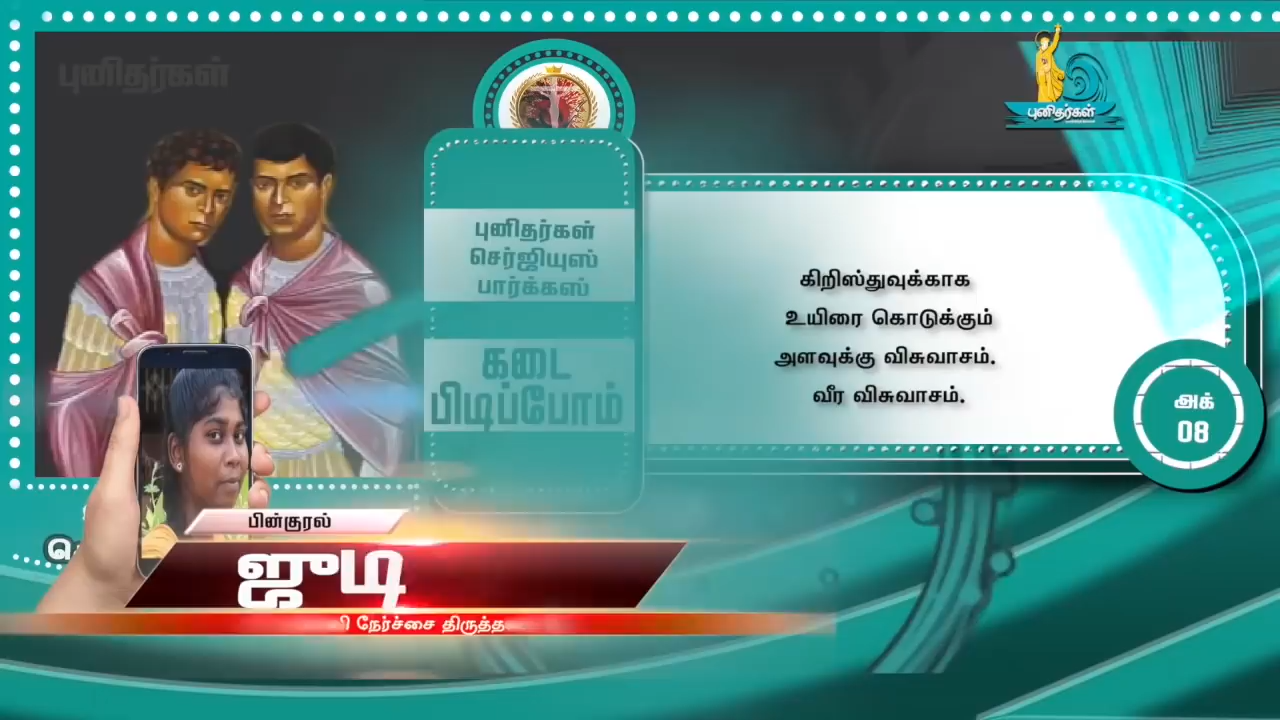 புனிதர்கள்
புனிதர்கள்
புனிதர்கள்
செர்ஜியுஸ்
பார்க்கஸ்
கடை
பிடிப்போம்
கிறிஸ்துவுக்காக
உயிரை கொடுக்கும்
அளவுக்கு விசுவாசம்.
வீர விசுவாசம்.
அக்
08
பின்குரல்
ஜுடி
நேர்ச்சை திருத்த